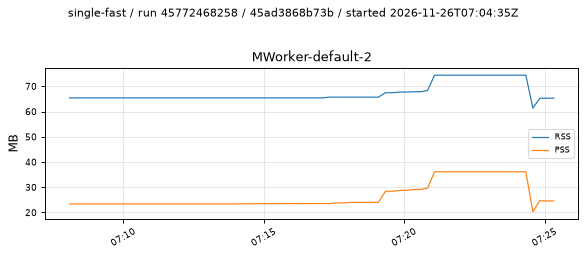 single-fast / run 45772468258 / 45ad3868b73b / started 2026-11-26T07:04:35Z
MWorker-default-2
MB
70
60
50
40
30
20
RSS
PSS
07:10
07:15
07:20
07:25